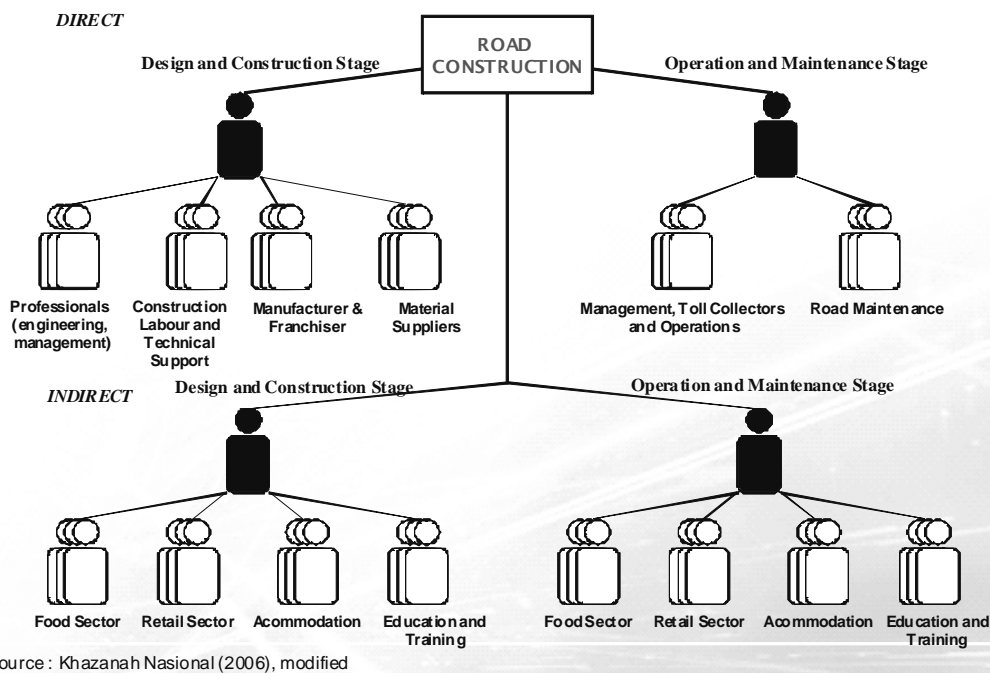 DIRECT
ROAD
CONSTRUCTION
Design and Construction Stage
Operation and Maintenance Stage
Professionals
(engineering,
management)
Construction
Labour and
Technical
Support
Manufacturer &
Franchiser
Material
Suppliers
Management, Toll Collectors
and Operations
Road Maintenance
INDIRECT
Design and Construction Stage
Operation and Maintenance Stage
Food Sector
Retail Sector
Acommodation
Education and
Training
Food Sector
Retail Sector
Acommodation
Education and
Training
ource : Khazanah Nasional (2006), modified